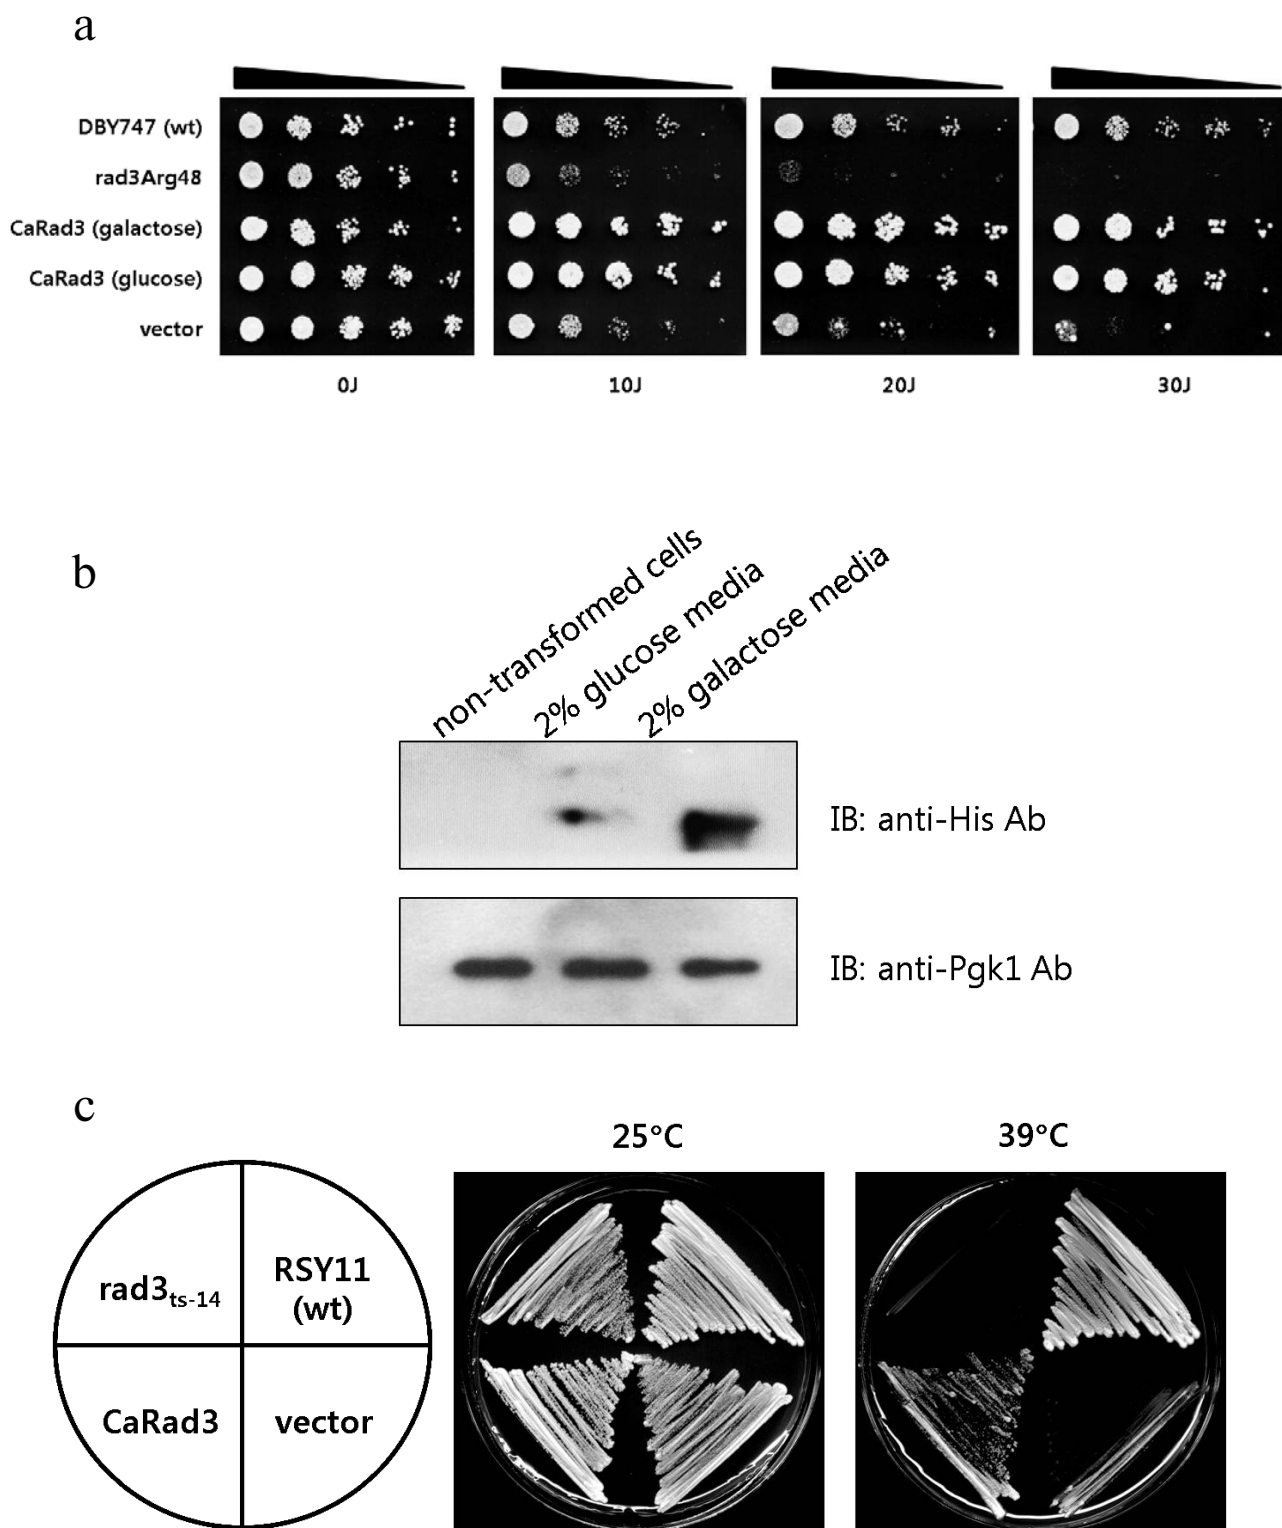 a
DBY747 (wt)
rad3Arg48
CaRad3 (galactose)
CaRad3 (glucose)
vector
0J
10J
20J
30J
b
non-transformed cells
2% glucose media
2% galactose media
IB: anti-His Ab
IB: anti-Pgk1 Ab
c
25°C
39°C
rad3ts-14
RSY11
(wt)
CaRad3
vector